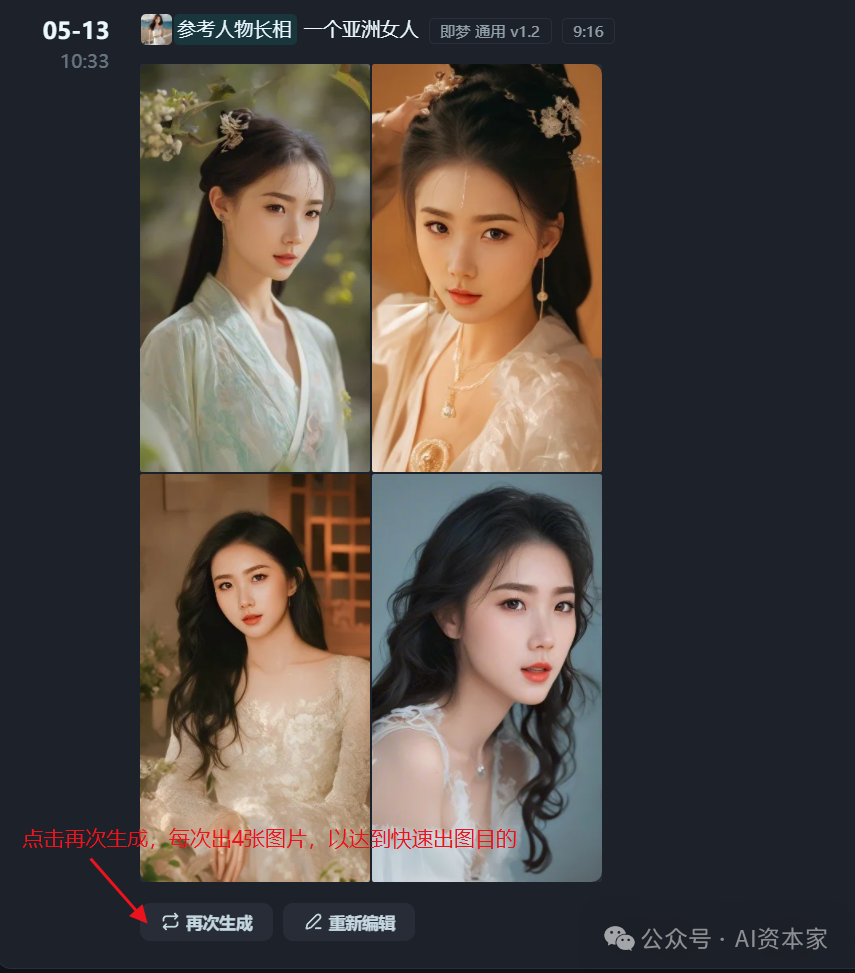 05-13 参考人物长相 一个亚洲女人 即梦 通用 v1.2 9:16
10:33
点击再次生成，每次出4张图片，以达到快速出图目的
再次生成 重新编辑
公众号 · AI资本家